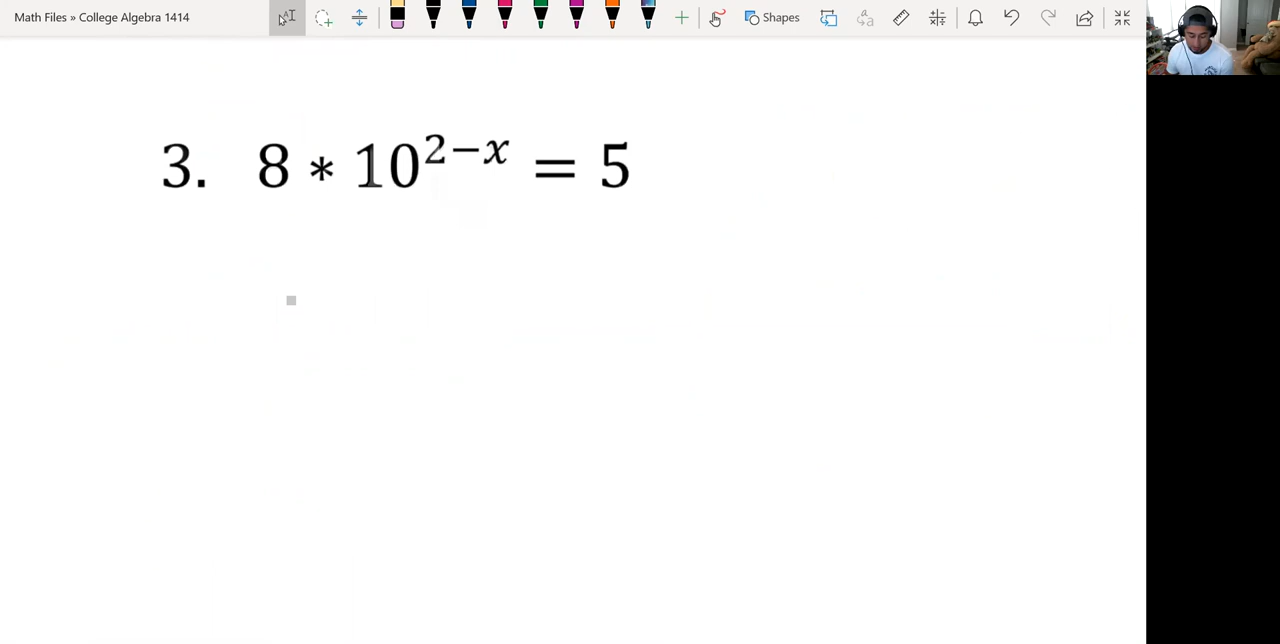 Math Files » College Algebra 1414
Shapes
3. 8 * 10^{2-x} = 5